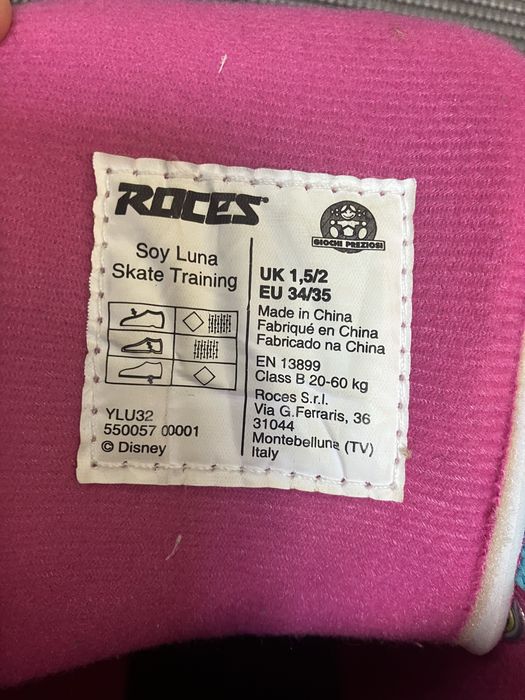 ROCES
GIOCHI PREZIOSI
Soy Luna
Skate Training
UK 1,5/2
EU 34/35
Made in China
Fabriqué en China
Fabricado na China
EN 13899
Class B 20-60 kg
Roces S.r.l.
Via G.Ferraris, 36
31044
Montebelluna (TV)
Italy
YLU32
550057 00001
© Disney